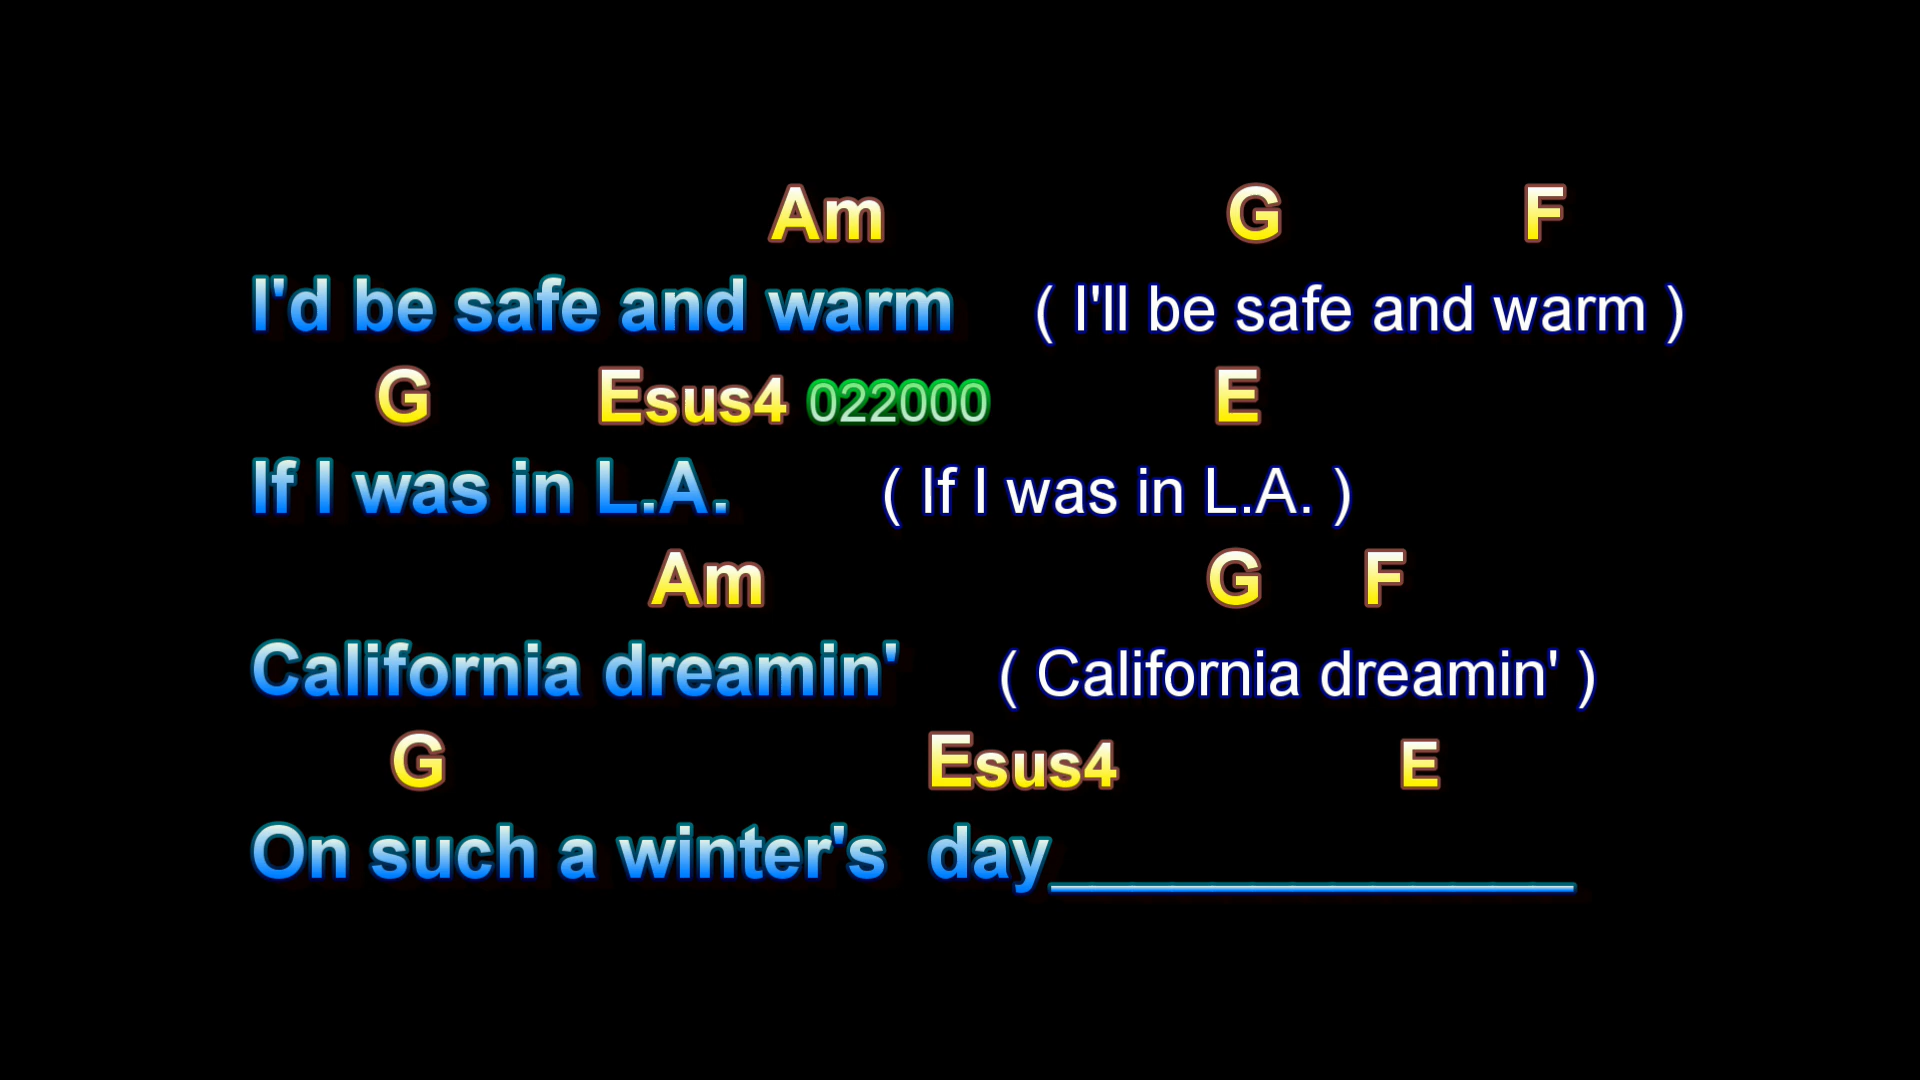 Am G F
I'd be safe and warm ( I'll be safe and warm )
G Esus4 022000 E
If I was in L.A. ( If I was in L.A. )
Am G F
California dreamin' ( California dreamin' )
G Esus4 E
On such a winter's day_____________